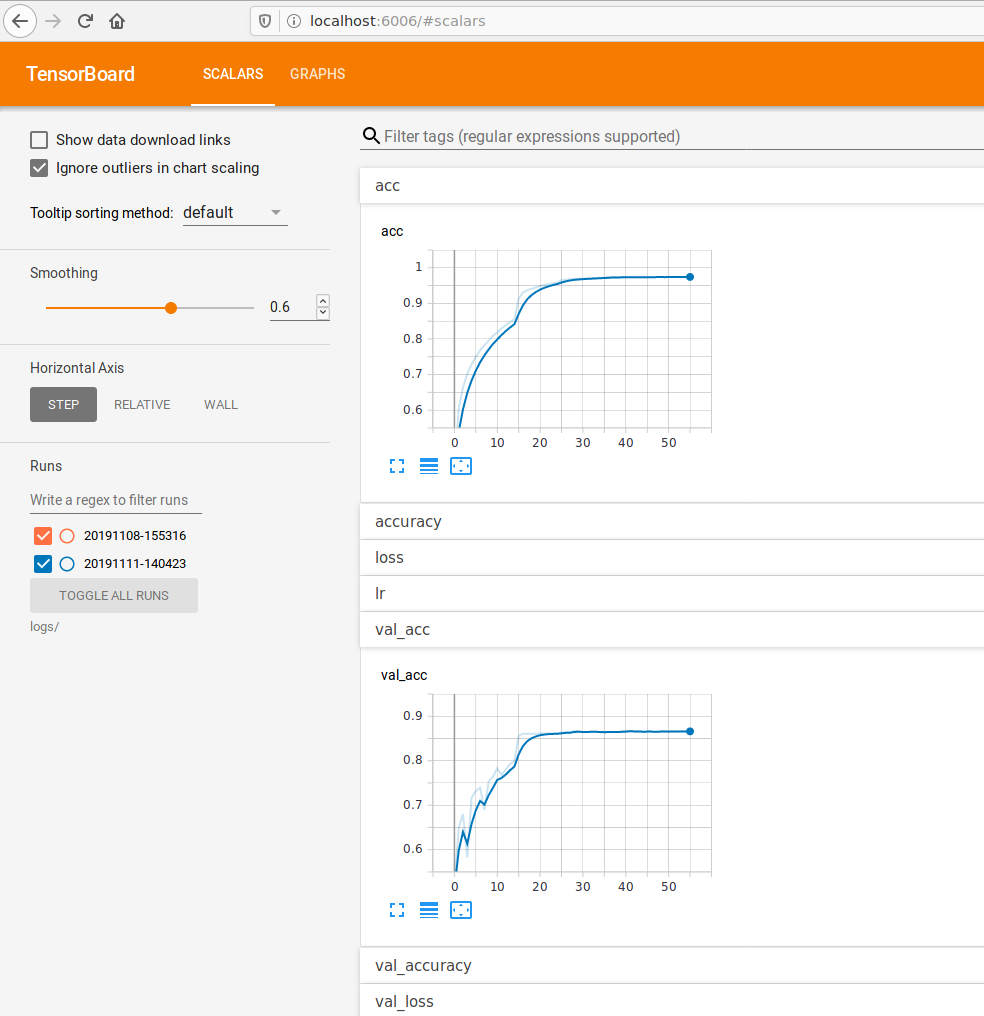 localhost:6006/#scalars
TensorBoard SCALARS GRAPHS
Show data download links
Ignore outliers in chart scaling
Tooltip sorting method: default
Smoothing
0.6
Horizontal Axis
STEP RELATIVE WALL
Runs
Write a regex to filter runs
20191108-155316
20191111-140423
TOGGLE ALL RUNS
logs/
Filter tags (regular expressions supported)
acc
acc
1
0.9
0.8
0.7
0.6
0 10 20 30 40 50
accuracy
loss
lr
val_acc
val_acc
0.9
0.8
0.7
0.6
0 10 20 30 40 50
val_accuracy
val_loss